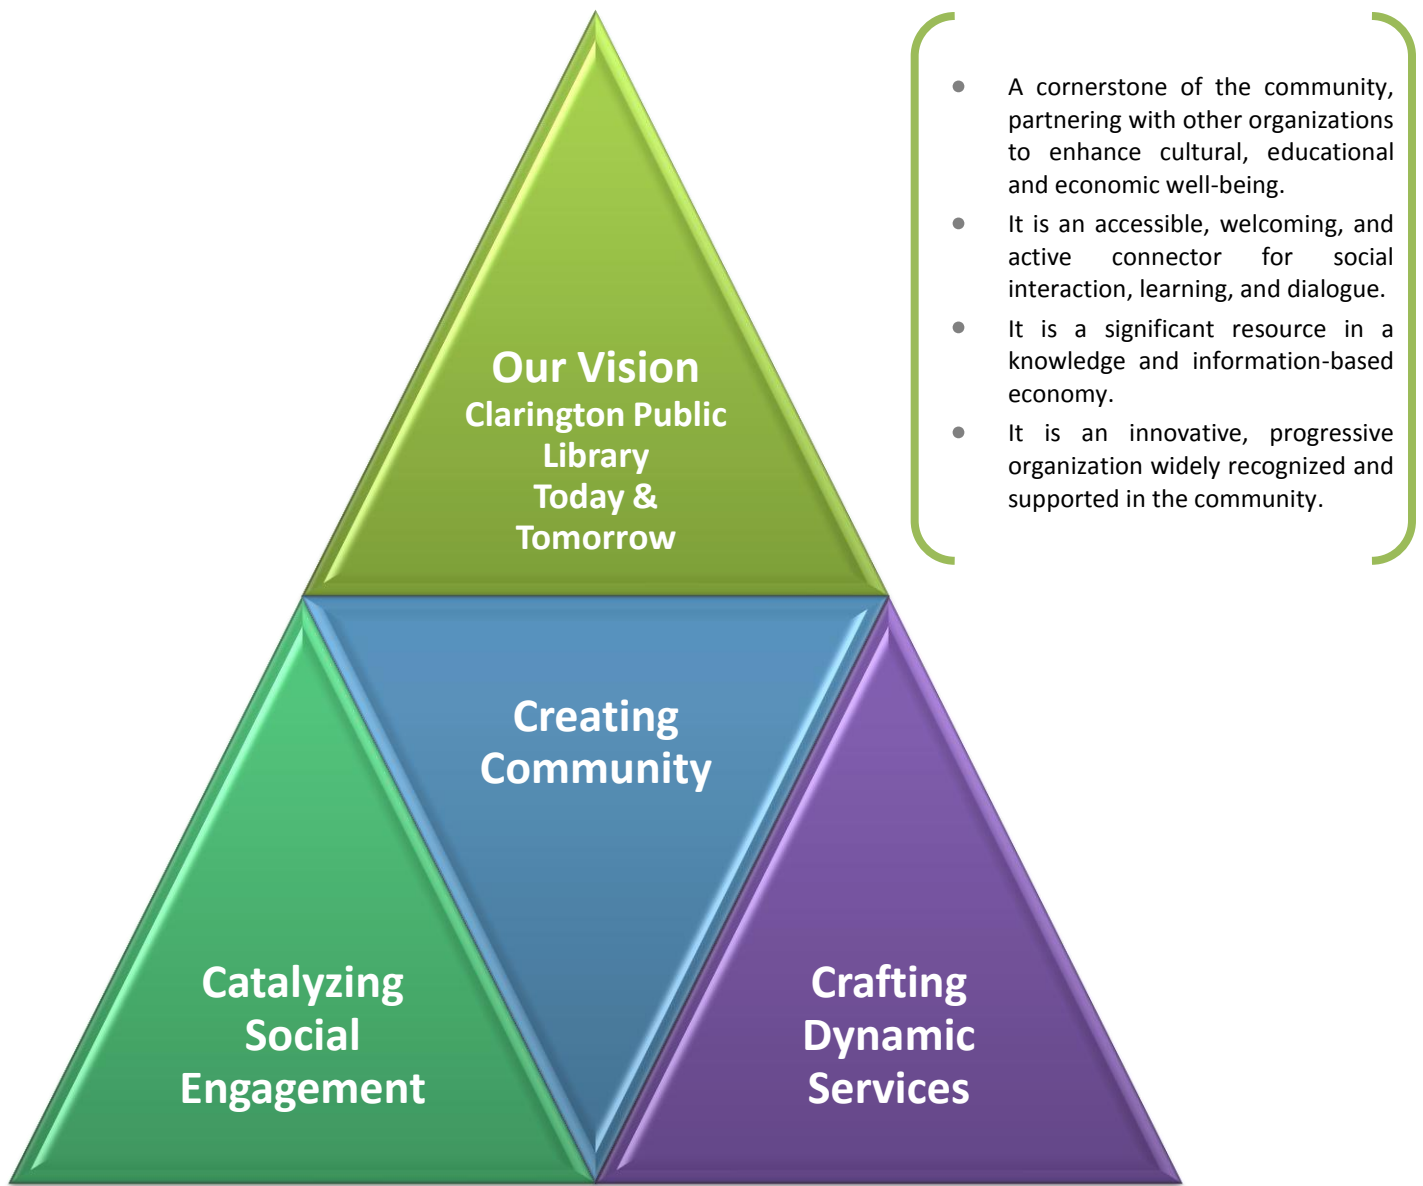 Our Vision
Clarington Public
Library
Today &
Tomorrow
● A cornerstone of the community,
partnering with other organizations
to enhance cultural, educational
and economic well-being.
● It is an accessible, welcoming, and
active connector for social
interaction, learning, and dialogue.
● It is a significant resource in a
knowledge and information-based
economy.
● It is an innovative, progressive
organization widely recognized and
supported in the community.
Creating
Community
Catalyzing
Social
Engagement
Crafting
Dynamic
Services